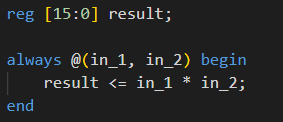 reg [15:0] result;
always @(in_1, in_2) begin
result <= in_1 * in_2;
end